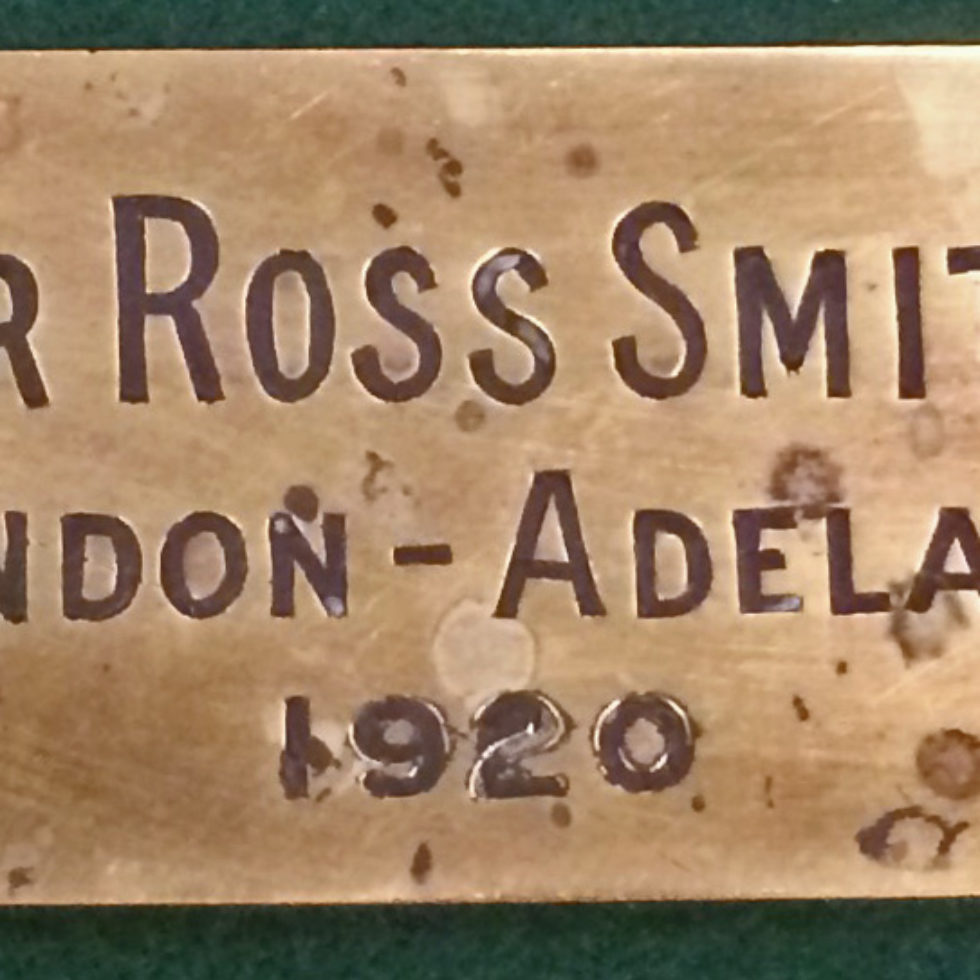 R ROSS SMIT
NDON - ADELA
1920